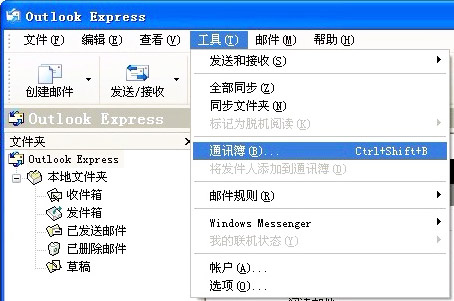 Outlook Express
文件(F) 编辑(E) 查看(V) 工具(T) 邮件(M) 帮助(H)
创建邮件 发送/接收
Outlook Express
文件夹
Outlook Express
本地文件夹
收件箱
发件箱
已发送邮件
已删除邮件
草稿
发送和接收(S)
全部同步(Z)
同步文件夹(N)
标记为脱机阅读(K)
通讯簿(B)... Ctrl+Shift+B
将发件人添加到通讯簿(D)
邮件规则(R)
Windows Messenger
我的联机状态(Y)
帐户(A)...
选项(O)...